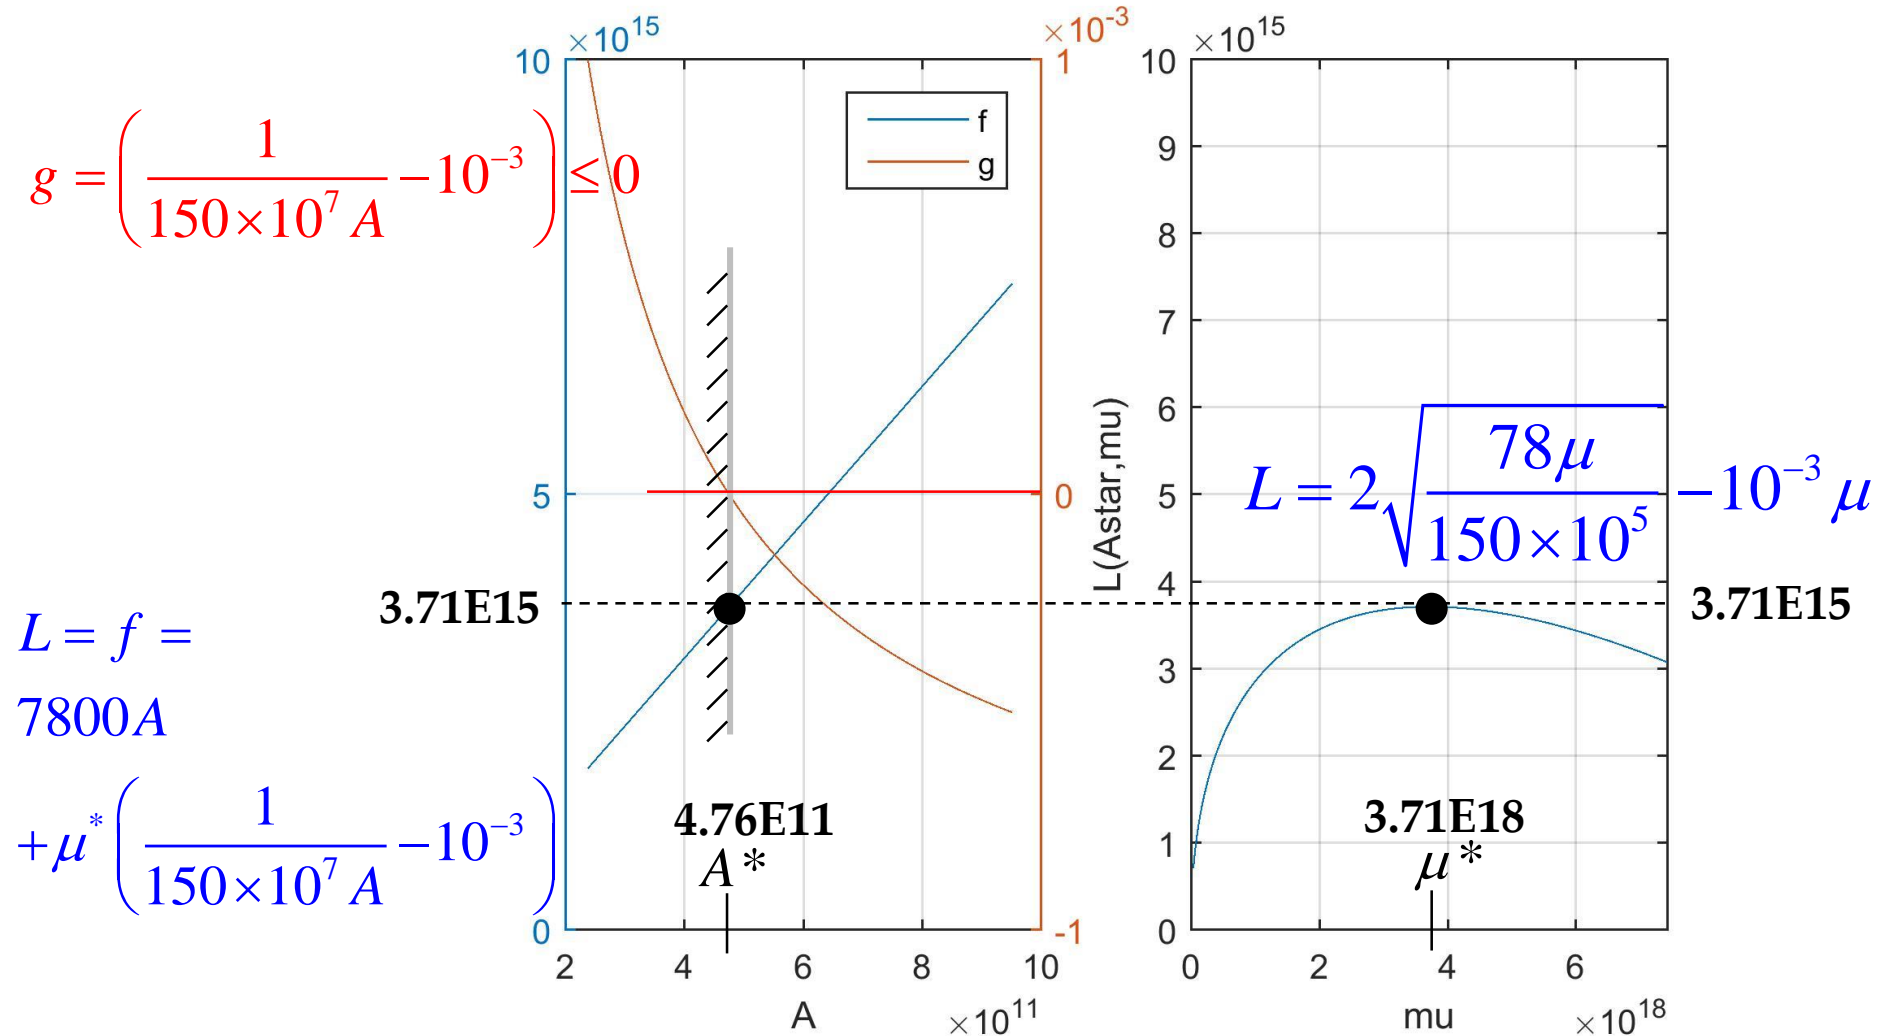 g = ( 1 / 150×10^7 A − 10^−3 ) ≤ 0
L = f =
7800A
+μ* ( 1 / 150×10^7 A − 10^−3 )
×10^15
×10^-3
10
5
0
1
0
-1
f
g
3.71E15
4.76E11
A*
2 4 6 8 10
A
×10^11
×10^15
10
9
8
7
6
5
4
3
2
1
0
L(Astar,mu)
L = 2√( 78μ / 150×10^5 ) − 10^−3 μ
3.71E15
3.71E18
μ*
0 2 4 6
mu
×10^18